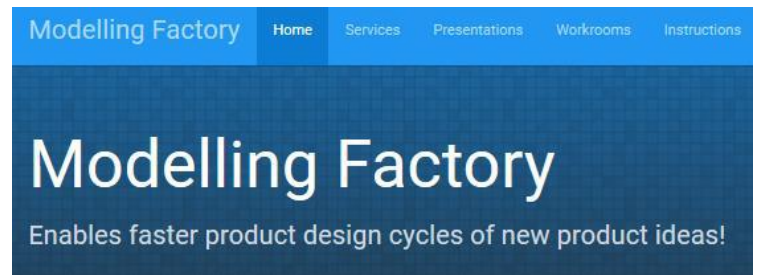 Modelling Factory Home Services Presentations Workrooms Instructions
Modelling Factory
Enables faster product design cycles of new product ideas!